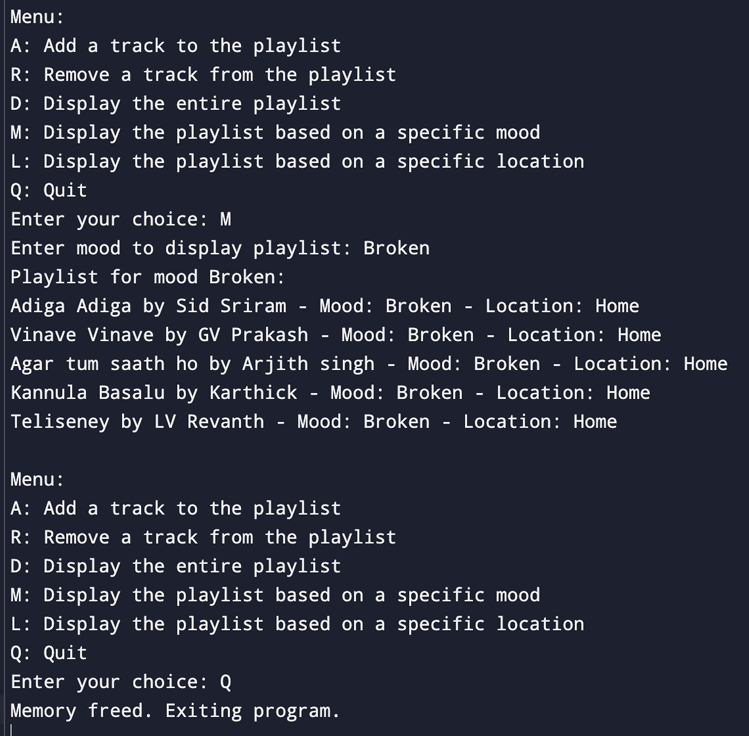 Menu:
A: Add a track to the playlist
R: Remove a track from the playlist
D: Display the entire playlist
M: Display the playlist based on a specific mood
L: Display the playlist based on a specific location
Q: Quit
Enter your choice: M
Enter mood to display playlist: Broken
Playlist for mood Broken:
Adiga Adiga by Sid Sriram - Mood: Broken - Location: Home
Vinave Vinave by GV Prakash - Mood: Broken - Location: Home
Agar tum saath ho by Arjith singh - Mood: Broken - Location: Home
Kannula Basalu by Karthick - Mood: Broken - Location: Home
Teliseney by LV Revanth - Mood: Broken - Location: Home

Menu:
A: Add a track to the playlist
R: Remove a track from the playlist
D: Display the entire playlist
M: Display the playlist based on a specific mood
L: Display the playlist based on a specific location
Q: Quit
Enter your choice: Q
Memory freed. Exiting program.